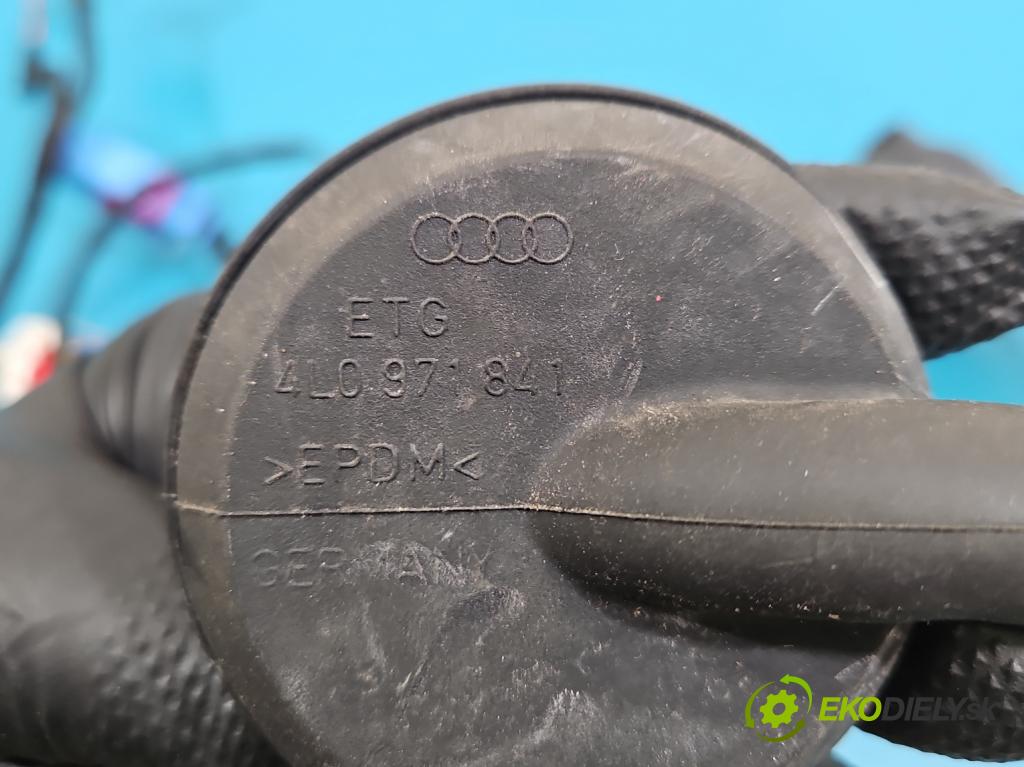 ETG
4L0 971 841
>EPDM<
GERMANY
EKODIELY.sk